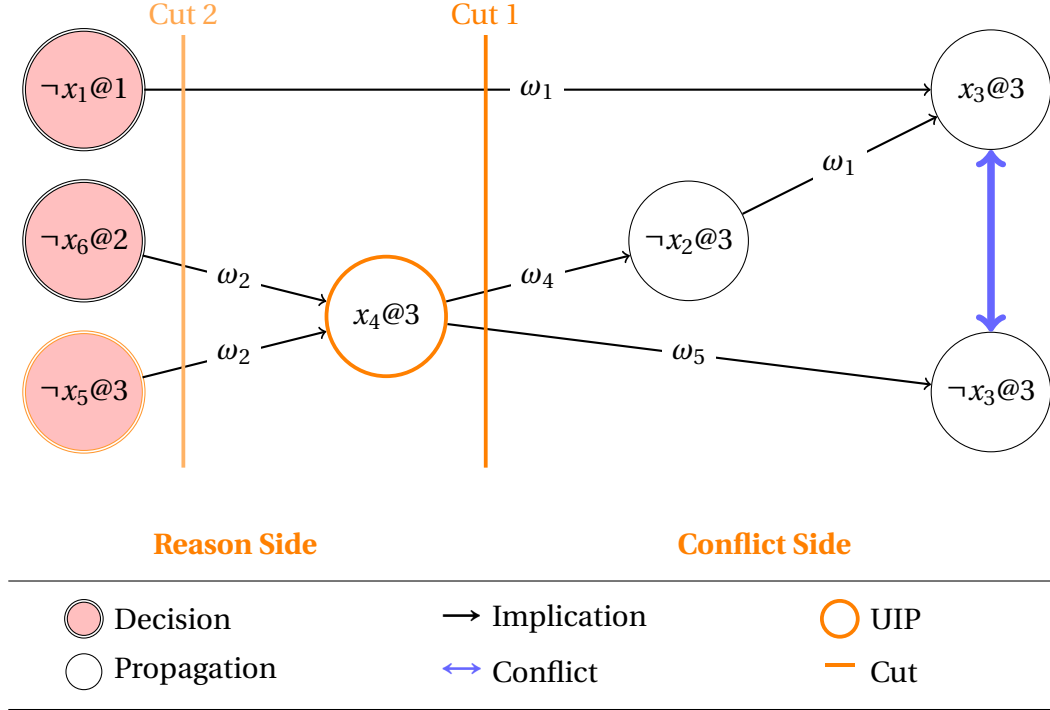 Cut 2
Cut 1
¬x₁@1
ω₁
x₃@3
ω₁
¬x₆@2
ω₂
¬x₂@3
ω₄
x₄@3
ω₂
ω₅
¬x₅@3
¬x₃@3
Reason Side
Conflict Side
Decision
Implication
UIP
Propagation
Conflict
Cut